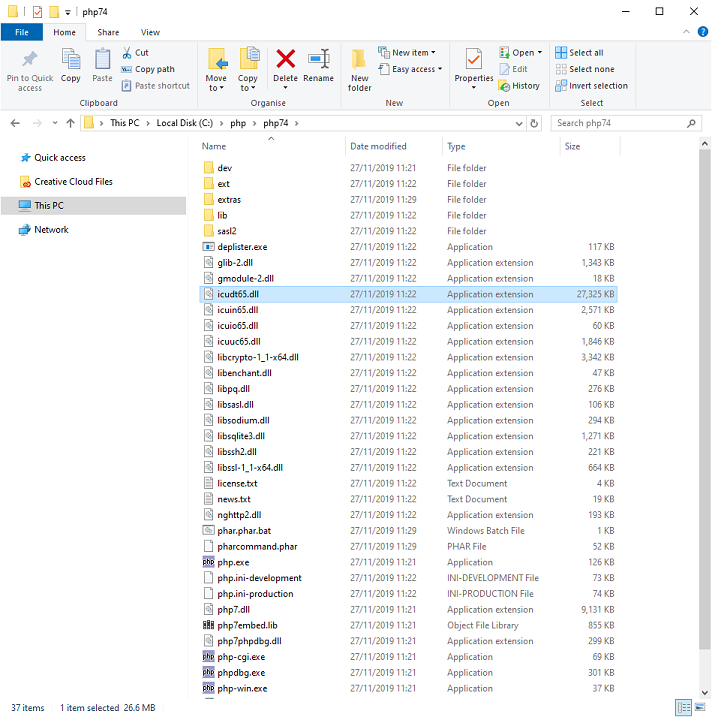 php74
File Home Share View
Pin to Quick access
Copy
Paste
Cut
Copy path
Paste shortcut
Clipboard
Move to
Copy to
Delete
Rename
Organise
New folder
New item
Easy access
New
Properties
Open
Edit
History
Open
Select all
Select none
Invert selection
Select
This PC > Local Disk (C:) > php > php74 >
Search php74
Quick access
Creative Cloud Files
This PC
Network
Name Date modified Type Size
dev 27/11/2019 11:21 File folder
ext 27/11/2019 11:22 File folder
extras 27/11/2019 11:29 File folder
lib 27/11/2019 11:22 File folder
sasl2 27/11/2019 11:22 File folder
deplister.exe 27/11/2019 11:22 Application 117 KB
glib-2.dll 27/11/2019 11:22 Application extension 1,343 KB
gmodule-2.dll 27/11/2019 11:22 Application extension 18 KB
icudt65.dll 27/11/2019 11:22 Application extension 27,325 KB
icuin65.dll 27/11/2019 11:22 Application extension 2,571 KB
icuio65.dll 27/11/2019 11:22 Application extension 60 KB
icuuc65.dll 27/11/2019 11:22 Application extension 1,846 KB
libcrypto-1_1-x64.dll 27/11/2019 11:22 Application extension 3,342 KB
libenchant.dll 27/11/2019 11:22 Application extension 47 KB
libpq.dll 27/11/2019 11:22 Application extension 276 KB
libsasl.dll 27/11/2019 11:22 Application extension 106 KB
libsodium.dll 27/11/2019 11:22 Application extension 294 KB
libsqlite3.dll 27/11/2019 11:22 Application extension 1,271 KB
libssh2.dll 27/11/2019 11:22 Application extension 221 KB
libssl-1_1-x64.dll 27/11/2019 11:22 Application extension 664 KB
license.txt 27/11/2019 11:22 Text Document 4 KB
news.txt 27/11/2019 11:22 Text Document 19 KB
nghttp2.dll 27/11/2019 11:22 Application extension 193 KB
phar.phar.bat 27/11/2019 11:29 Windows Batch File 1 KB
pharcommand.phar 27/11/2019 11:29 PHAR File 52 KB
php.exe 27/11/2019 11:21 Application 126 KB
php.ini-development 27/11/2019 11:22 INI-DEVELOPMENT File 73 KB
php.ini-production 27/11/2019 11:22 INI-PRODUCTION File 74 KB
php7.dll 27/11/2019 11:21 Application extension 9,131 KB
php7embed.lib 27/11/2019 11:21 Object File Library 855 KB
php7phpdbg.dll 27/11/2019 11:21 Application extension 299 KB
php-cgi.exe 27/11/2019 11:21 Application 69 KB
phpdbg.exe 27/11/2019 11:21 Application 301 KB
php-win.exe 27/11/2019 11:21 Application 37 KB
37 items 1 item selected 26.6 MB